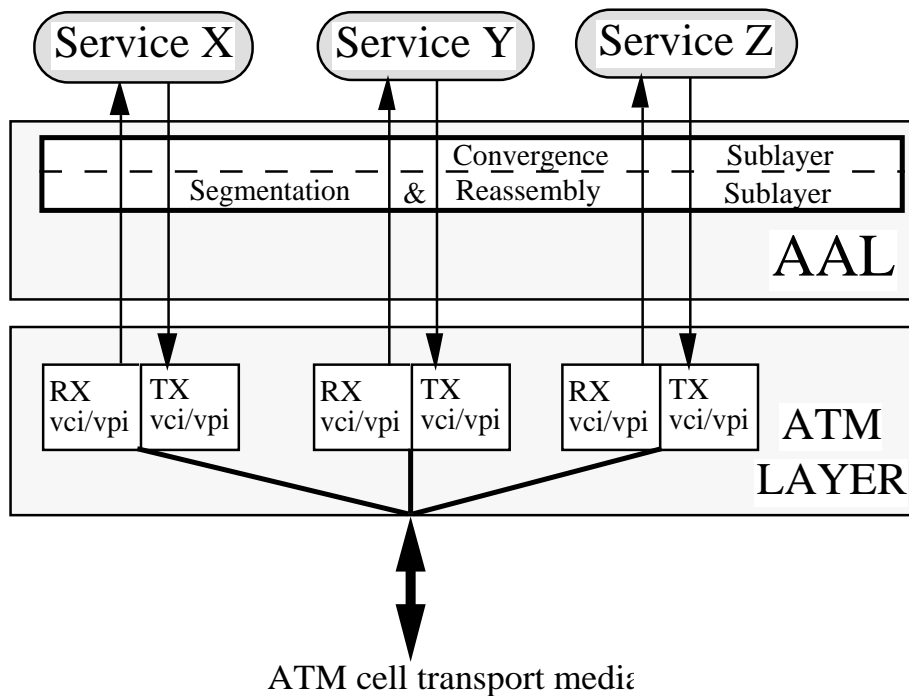 Service X
Service Y
Service Z
Convergence Sublayer
Segmentation & Reassembly Sublayer
AAL
RX TX RX TX RX TX
vci/vpi vci/vpi vci/vpi vci/vpi vci/vpi vci/vpi
ATM
LAYER
ATM cell transport media